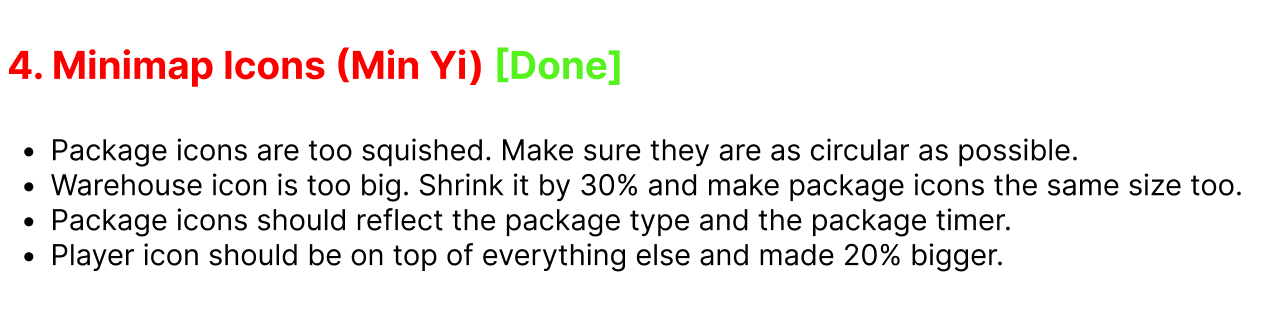 4. Minimap Icons (Min Yi) [Done]
• Package icons are too squished. Make sure they are as circular as possible.
• Warehouse icon is too big. Shrink it by 30% and make package icons the same size too.
• Package icons should reflect the package type and the package timer.
• Player icon should be on top of everything else and made 20% bigger.